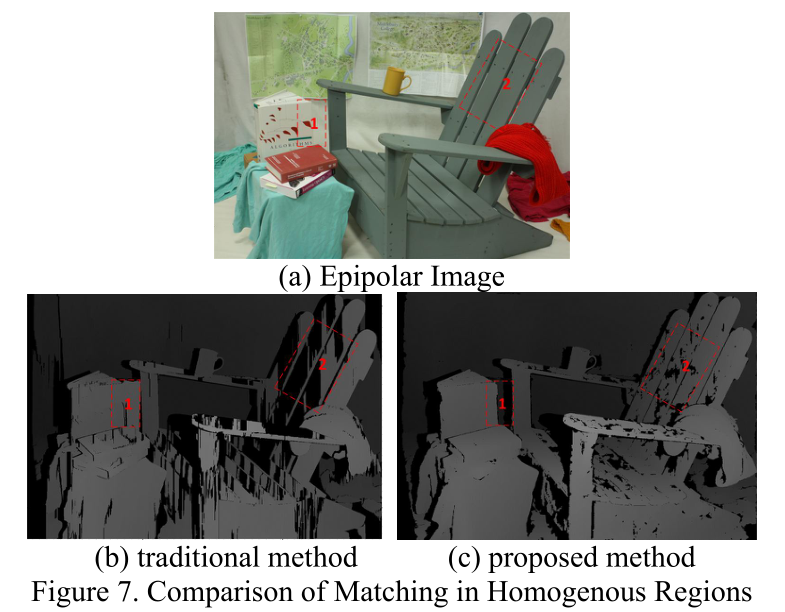 2
1
ALGORITHMS
(a) Epipolar Image
2
1
1
2
(b) traditional method
(c) proposed method
Figure 7. Comparison of Matching in Homogenous Regions